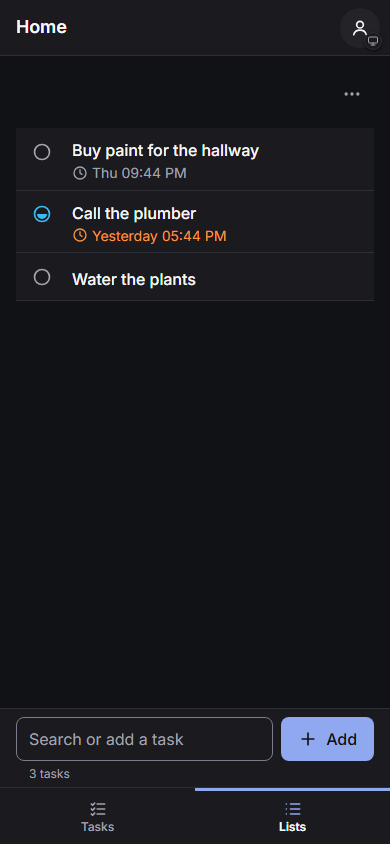 Home
Buy paint for the hallway
Thu 09:44 PM
Call the plumber
Yesterday 05:44 PM
Water the plants
Search or add a task
Add
3 tasks
Tasks
Lists